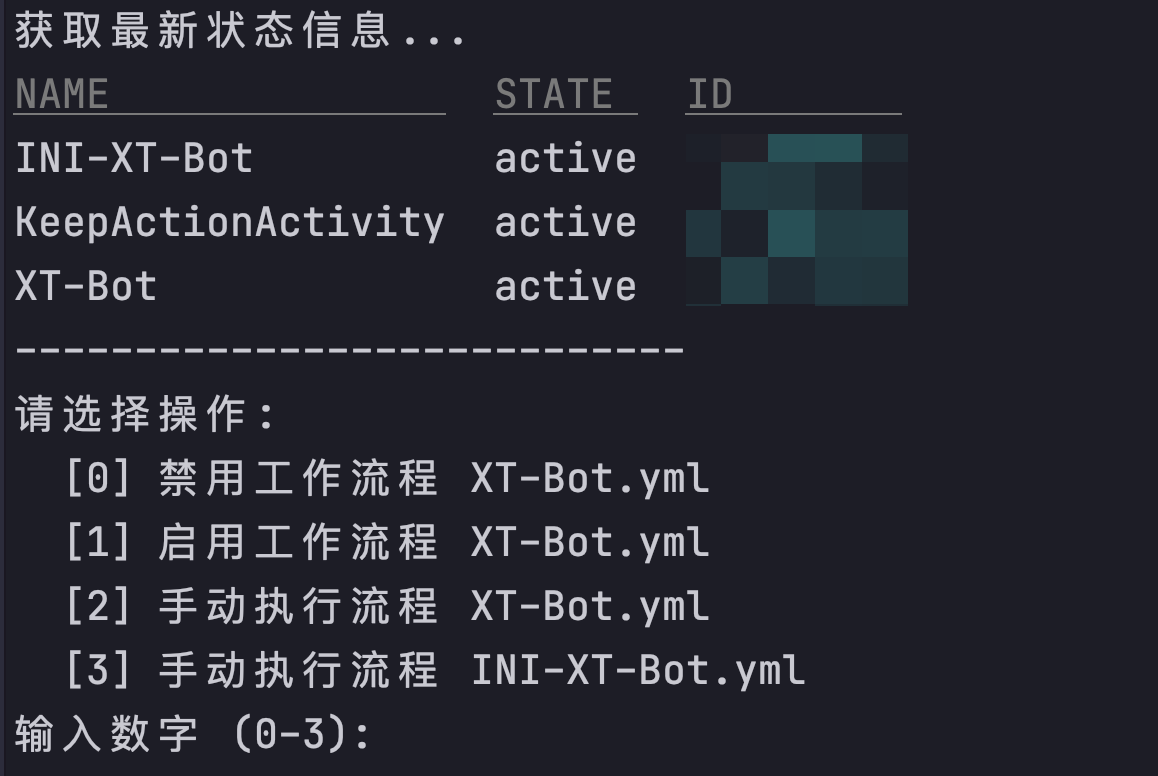 获取最新状态信息...
NAME STATE ID
INI-XT-Bot active
KeepActionActivity active
XT-Bot active
----------------------------
请选择操作:
[0] 禁用工作流程 XT-Bot.yml
[1] 启用工作流程 XT-Bot.yml
[2] 手动执行流程 XT-Bot.yml
[3] 手动执行流程 INI-XT-Bot.yml
输入数字 (0-3):